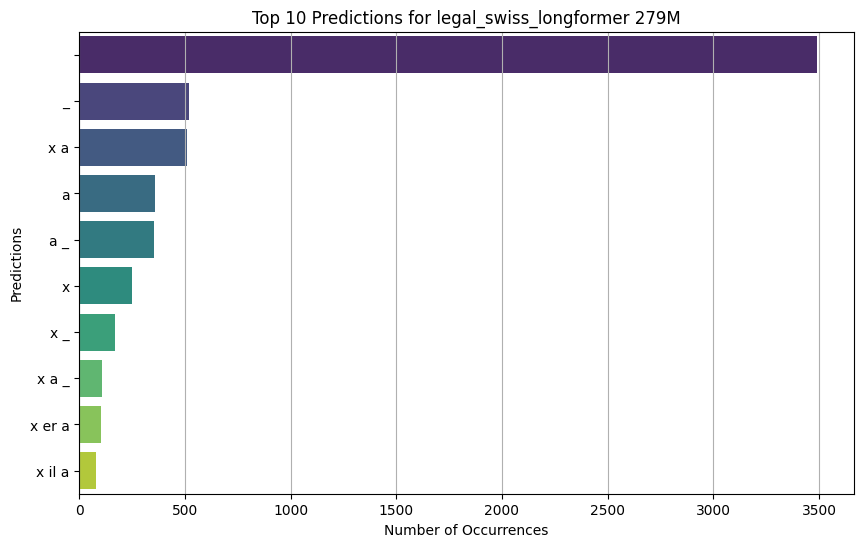 Top 10 Predictions for legal_swiss_longformer 279M
_
x a
a
a _
x
x _
x a _
x er a
x il a
Predictions
0 500 1000 1500 2000 2500 3000 3500
Number of Occurrences